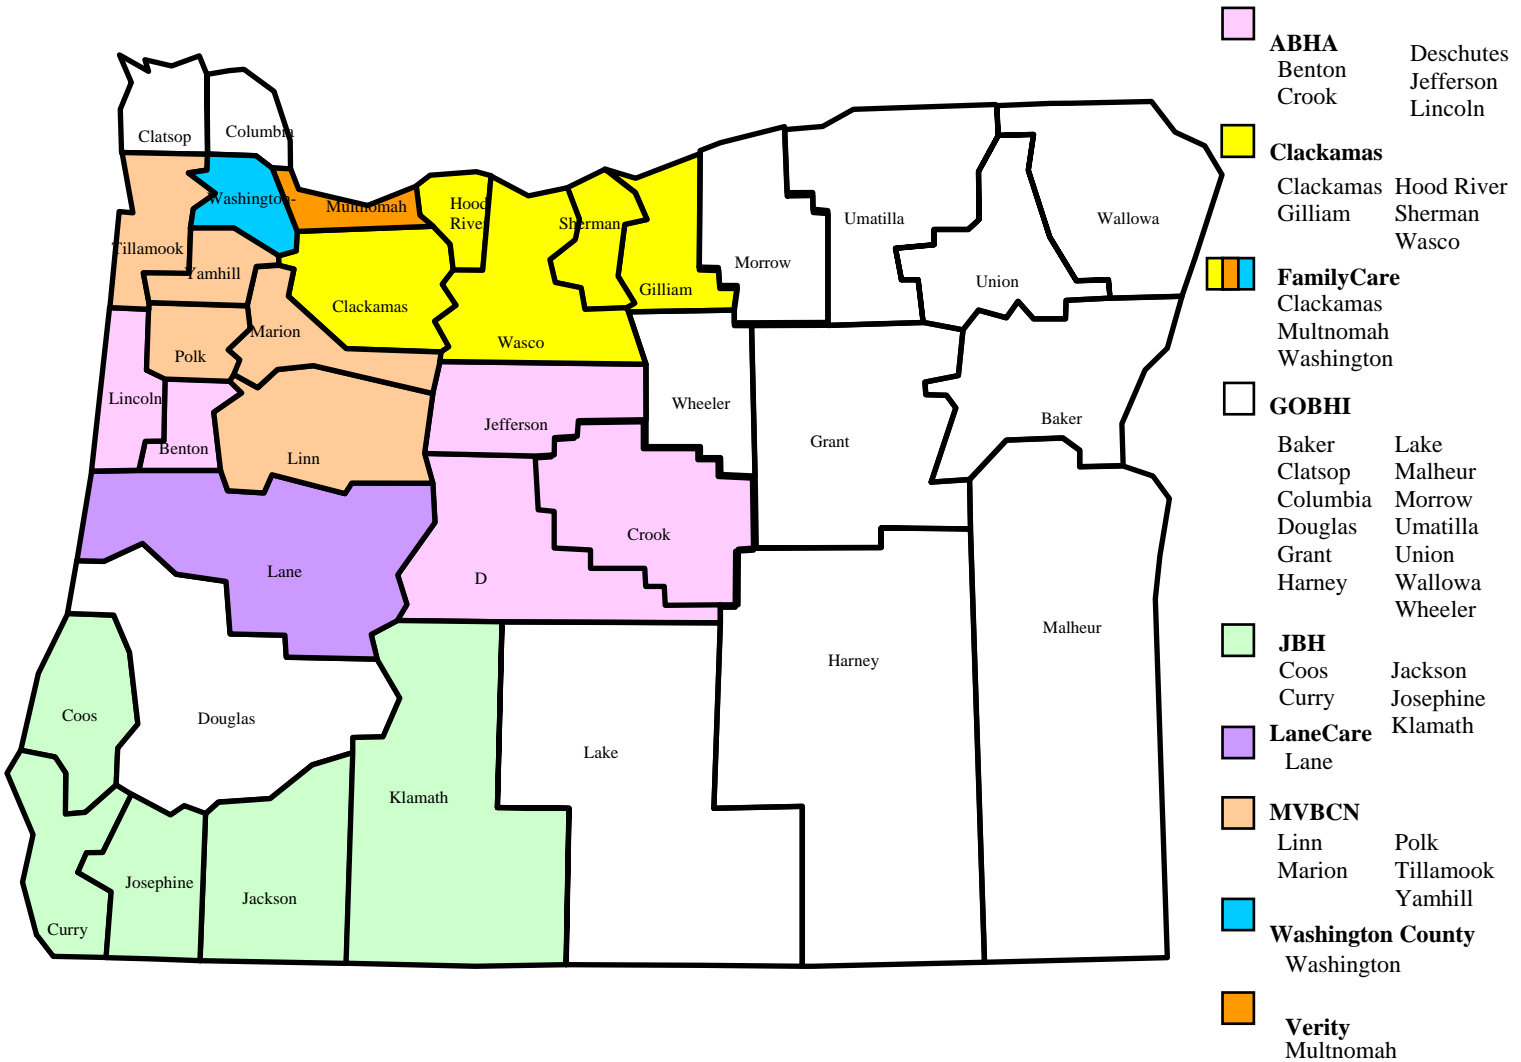 Clatsop
Columbia
Washington-
Multnomah
Hood
River
Sherman
Tillamook
Yamhill
Clackamas
Gilliam
Morrow
Umatilla
Union
Wallowa
Marion
Polk
Wasco
Lincoln
Benton
Linn
Jefferson
Wheeler
Grant
Baker
Crook
Lane
D
Coos
Douglas
Klamath
Lake
Harney
Malheur
Curry
Josephine
Jackson
ABHA
Benton
Crook
Deschutes
Jefferson
Lincoln
Clackamas
Clackamas Hood River
Gilliam Sherman
Wasco
FamilyCare
Clackamas
Multnomah
Washington
GOBHI
Baker Lake
Clatsop Malheur
Columbia Morrow
Douglas Umatilla
Grant Union
Harney Wallowa
Wheeler
JBH
Coos Jackson
Curry Josephine
Klamath
LaneCare
Lane
MVBCN
Linn Polk
Marion Tillamook
Yamhill
Washington County
Washington
Verity
Multnomah